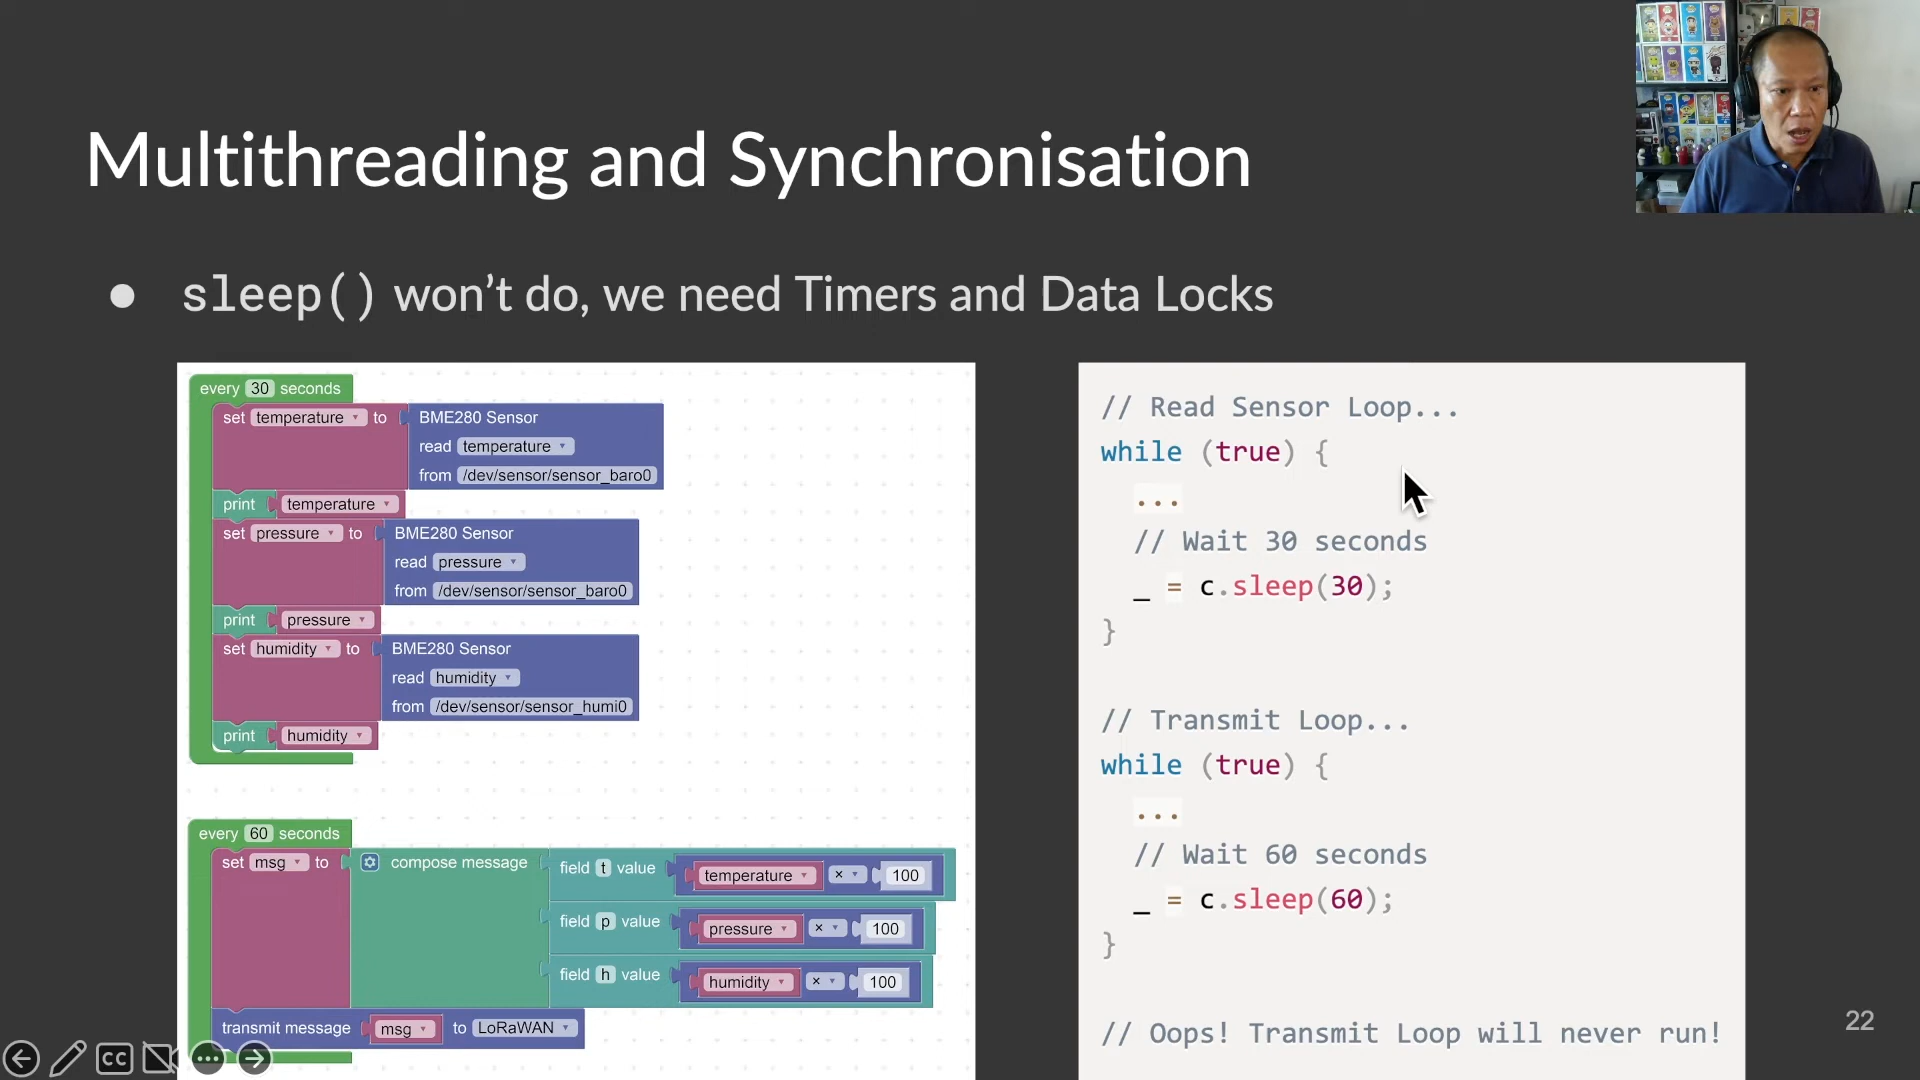 Multithreading and Synchronisation
● sleep() won’t do, we need Timers and Data Locks
every 30 seconds
set temperature to BME280 Sensor
read temperature
from /dev/sensor/sensor_baro0
print temperature
set pressure to BME280 Sensor
read pressure
from /dev/sensor/sensor_baro0
print pressure
set humidity to BME280 Sensor
read humidity
from /dev/sensor/sensor_humi0
print humidity
every 60 seconds
set msg to compose message field t value temperature × 100
field p value pressure × 100
field h value humidity × 100
transmit message msg to LoRaWAN
// Read Sensor Loop...
while (true) {
...
// Wait 30 seconds
_ = c.sleep(30);
}
// Transmit Loop...
while (true) {
...
// Wait 60 seconds
_ = c.sleep(60);
}
// Oops! Transmit Loop will never run!
22
CC